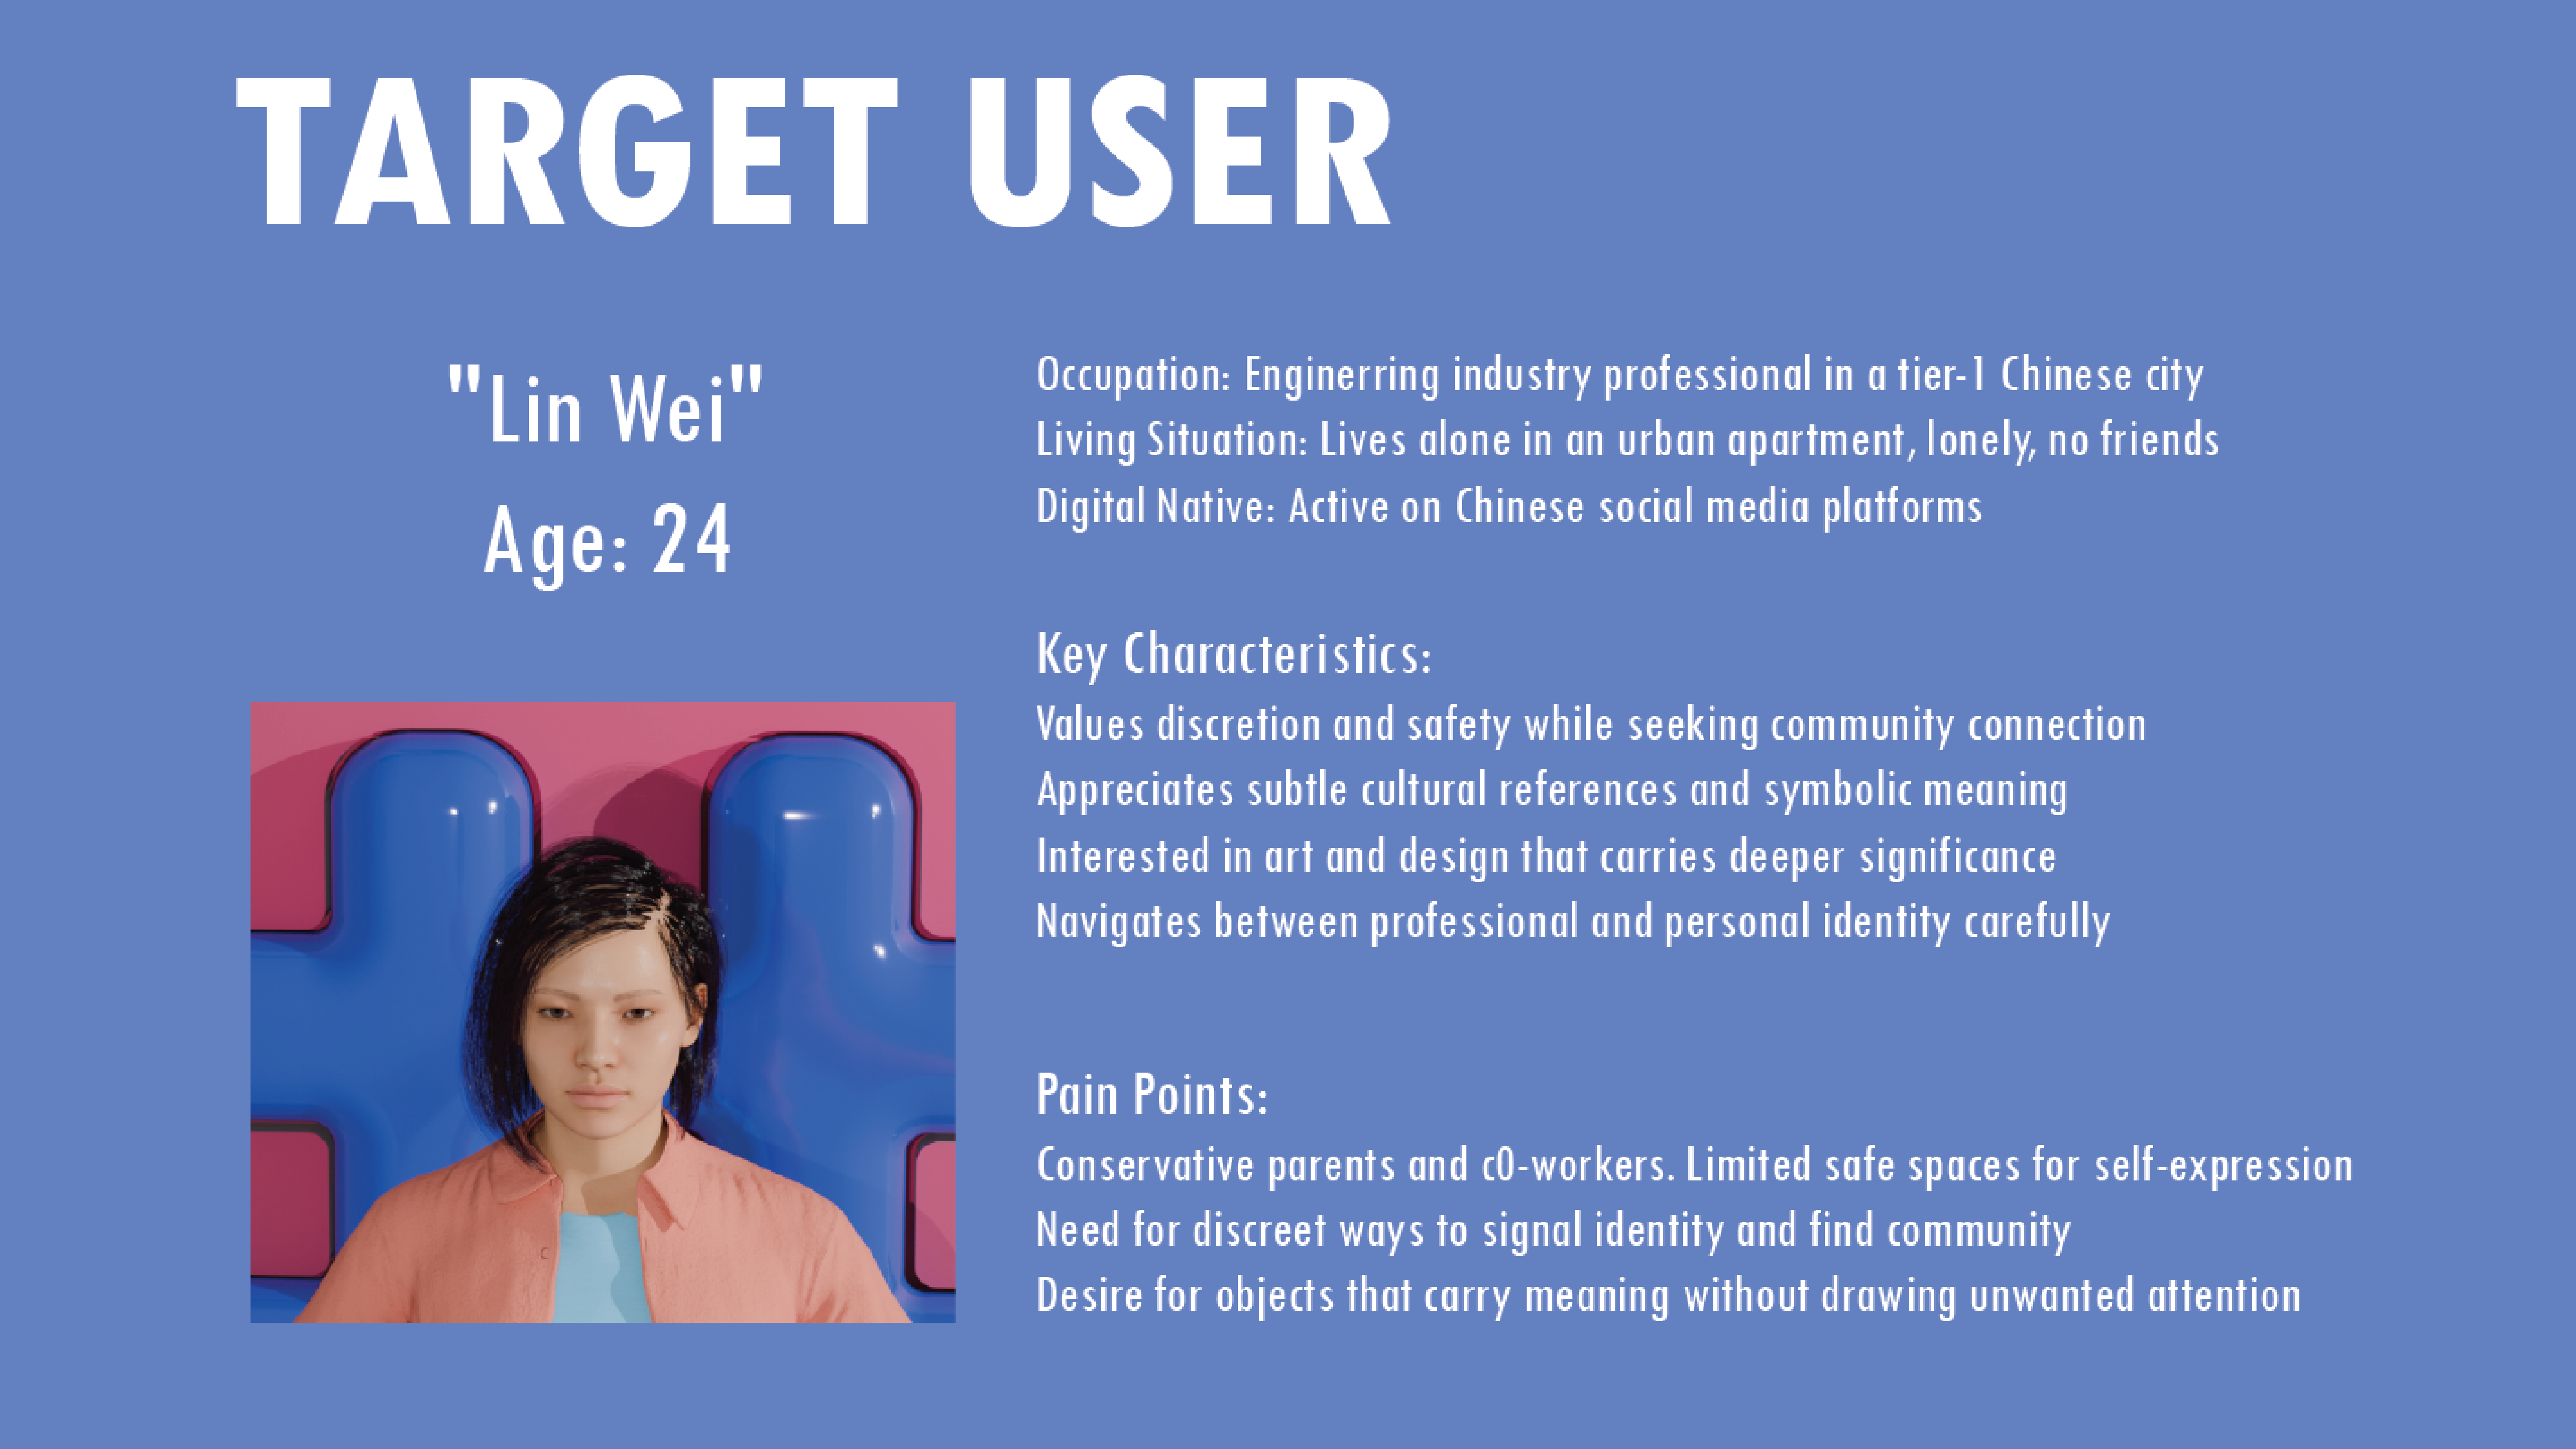 TARGET USER
"Lin Wei"
Age: 24
Occupation: Enginerring industry professional in a tier-1 Chinese city
Living Situation: Lives alone in an urban apartment, lonely, no friends
Digital Native: Active on Chinese social media platforms
Key Characteristics:
Values discretion and safety while seeking community connection
Appreciates subtle cultural references and symbolic meaning
Interested in art and design that carries deeper significance
Navigates between professional and personal identity carefully
Pain Points:
Conservative parents and c0-workers. Limited safe spaces for self-expression
Need for discreet ways to signal identity and find community
Desire for objects that carry meaning without drawing unwanted attention